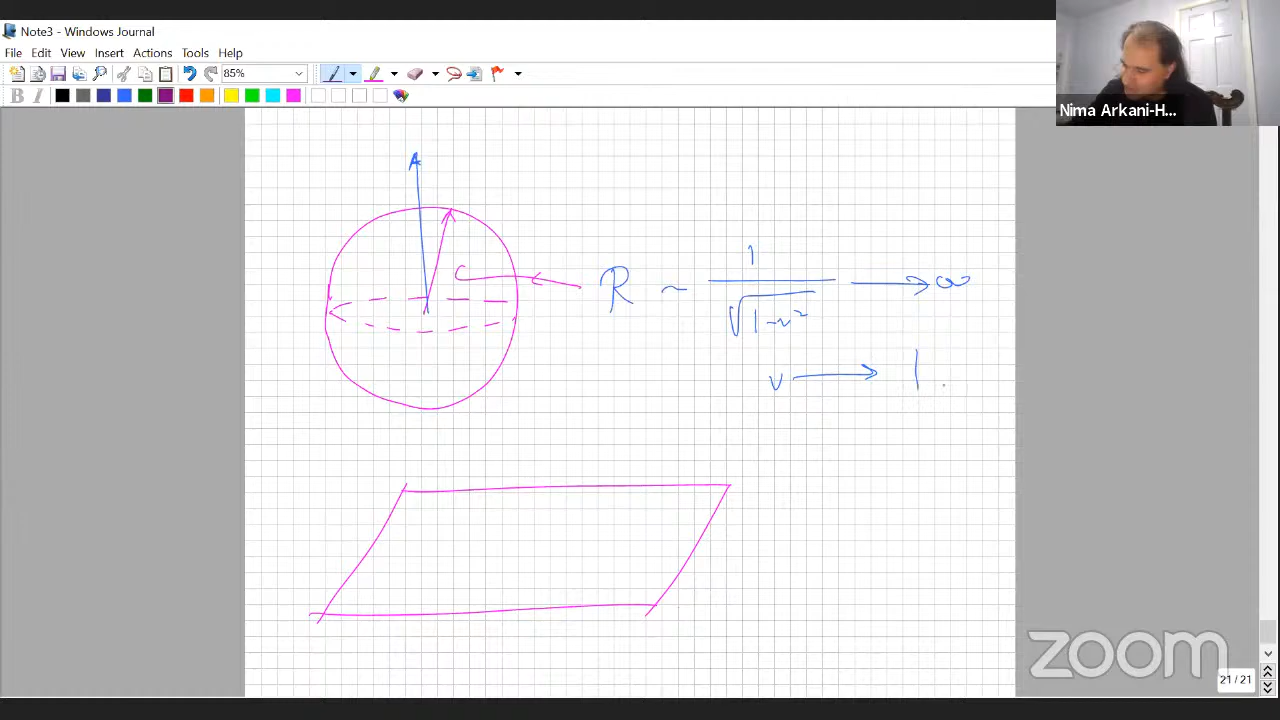 Note3 - Windows Journal
File Edit View Insert Actions Tools Help
85%
B I
Nima Arkani-H...
R ~ 1/√(1-v²) → ∞
v → 1
zoom
21 / 21